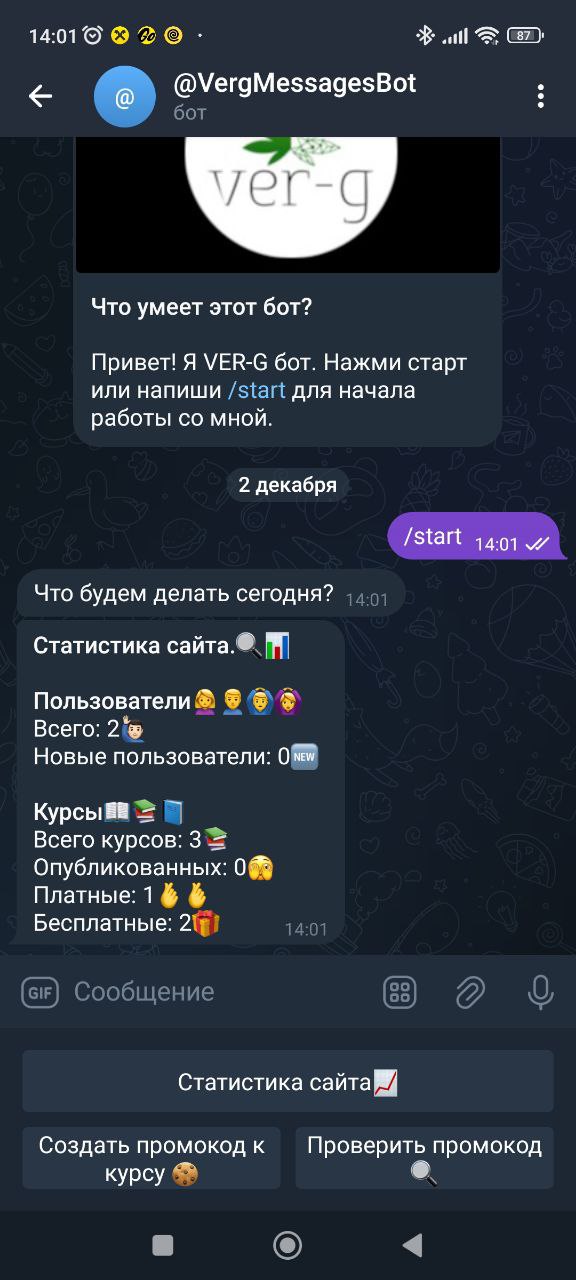 14:01
87
@
@VergMessagesBot
бот
ver-g
Что умеет этот бот?
Привет! Я VER-G бот. Нажми старт
или напиши /start для начала
работы со мной.
2 декабря
/start 14:01
Что будем делать сегодня? 14:01
Статистика сайта.🔍📊
Пользователи🙍‍♀️👨🙆‍♂️🙆‍♀️
Всего: 2🙋🏻‍♂️
Новые пользователи: 0🆕
Курсы📖📚📘
Всего курсов: 3📚
Опубликованных: 0🫣
Платные: 1🫰🫰
Бесплатные: 2🎁 14:01
GIF Сообщение
Статистика сайта📈
Создать промокод к
курсу 🍪
Проверить промокод
🔍